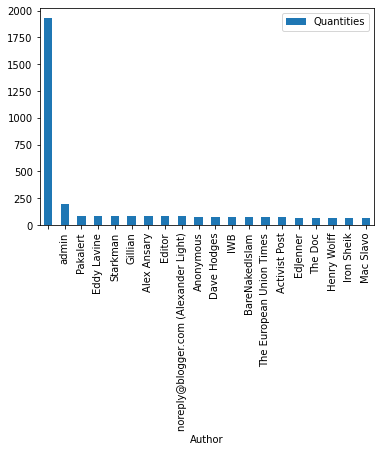 2000
1750
1500
1250
1000
750
500
250
0
Quantities
admin
Pakalert
Eddy Lavine
Starkman
Gillian
Alex Ansary
Editor
noreply@blogger.com (Alexander Light)
Anonymous
Dave Hodges
IWB
BareNakedIslam
The European Union Times
Activist Post
EdJenner
The Doc
Henry Wolff
Iron Sheik
Mac Slavo
Author